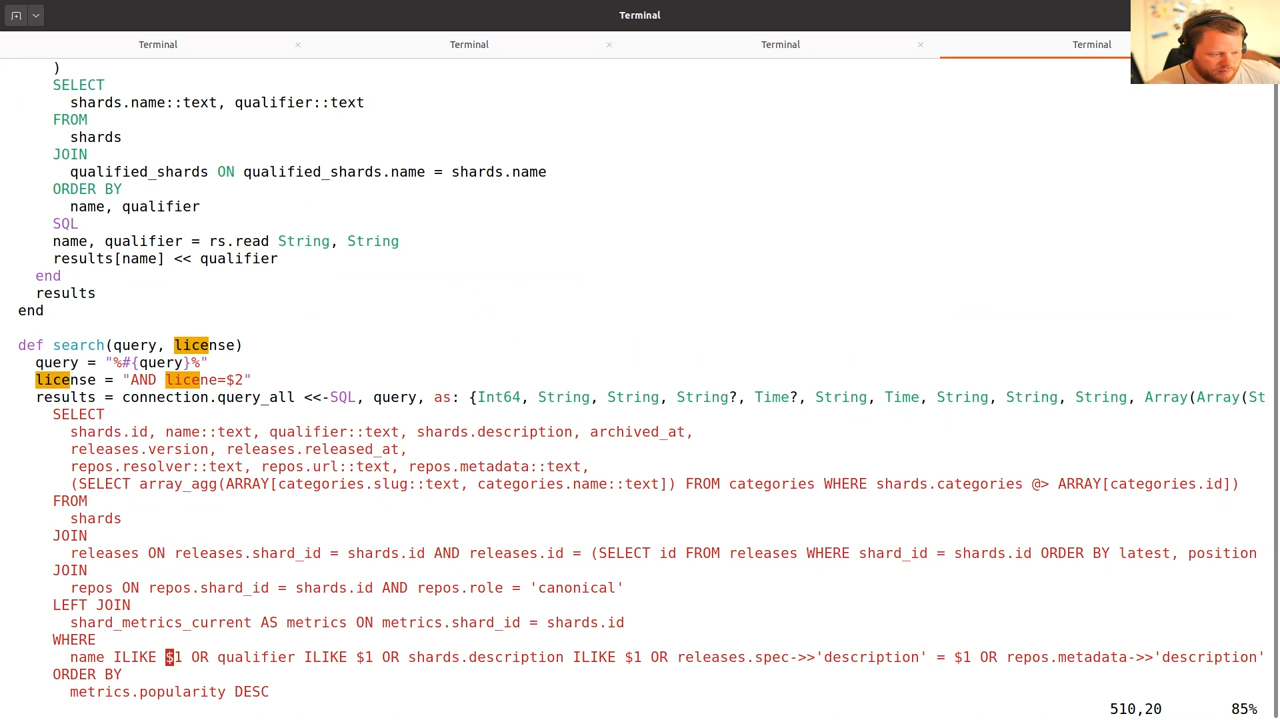 Terminal
Terminal × Terminal × Terminal × Terminal
)
SELECT
shards.name::text, qualifier::text
FROM
shards
JOIN
qualified_shards ON qualified_shards.name = shards.name
ORDER BY
name, qualifier
SQL
name, qualifier = rs.read String, String
results[name] << qualifier
end
results
end
def search(query, license)
query = "%#{query}%"
license = "AND licene=$2"
results = connection.query_all <<-SQL, query, as: {Int64, String, String, String?, Time?, String, Time, String, String, String, Array(Array(St
SELECT
shards.id, name::text, qualifier::text, shards.description, archived_at,
releases.version, releases.released_at,
repos.resolver::text, repos.url::text, repos.metadata::text,
(SELECT array_agg(ARRAY[categories.slug::text, categories.name::text]) FROM categories WHERE shards.categories @> ARRAY[categories.id])
FROM
shards
JOIN
releases ON releases.shard_id = shards.id AND releases.id = (SELECT id FROM releases WHERE shard_id = shards.id ORDER BY latest, position
JOIN
repos ON repos.shard_id = shards.id AND repos.role = 'canonical'
LEFT JOIN
shard_metrics_current AS metrics ON metrics.shard_id = shards.id
WHERE
name ILIKE $1 OR qualifier ILIKE $1 OR shards.description ILIKE $1 OR releases.spec->>'description' = $1 OR repos.metadata->>'description'
ORDER BY
metrics.popularity DESC
510,20 85%